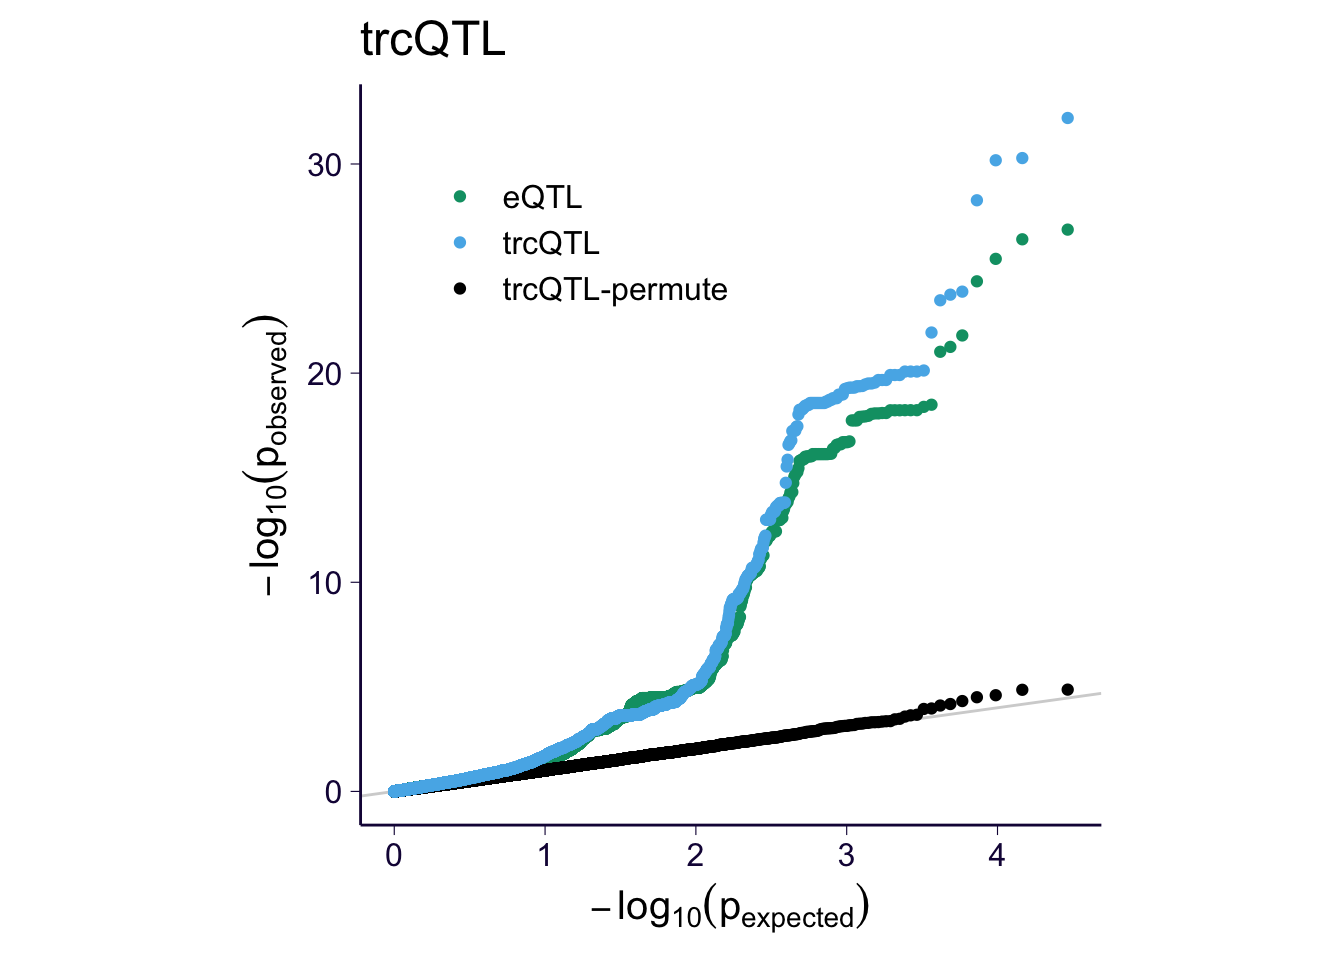 trcQTL
30
20
10
0
eQTL
trcQTL
trcQTL-permute
−log10(pobserved)
0 1 2 3 4
−log10(pexpected)